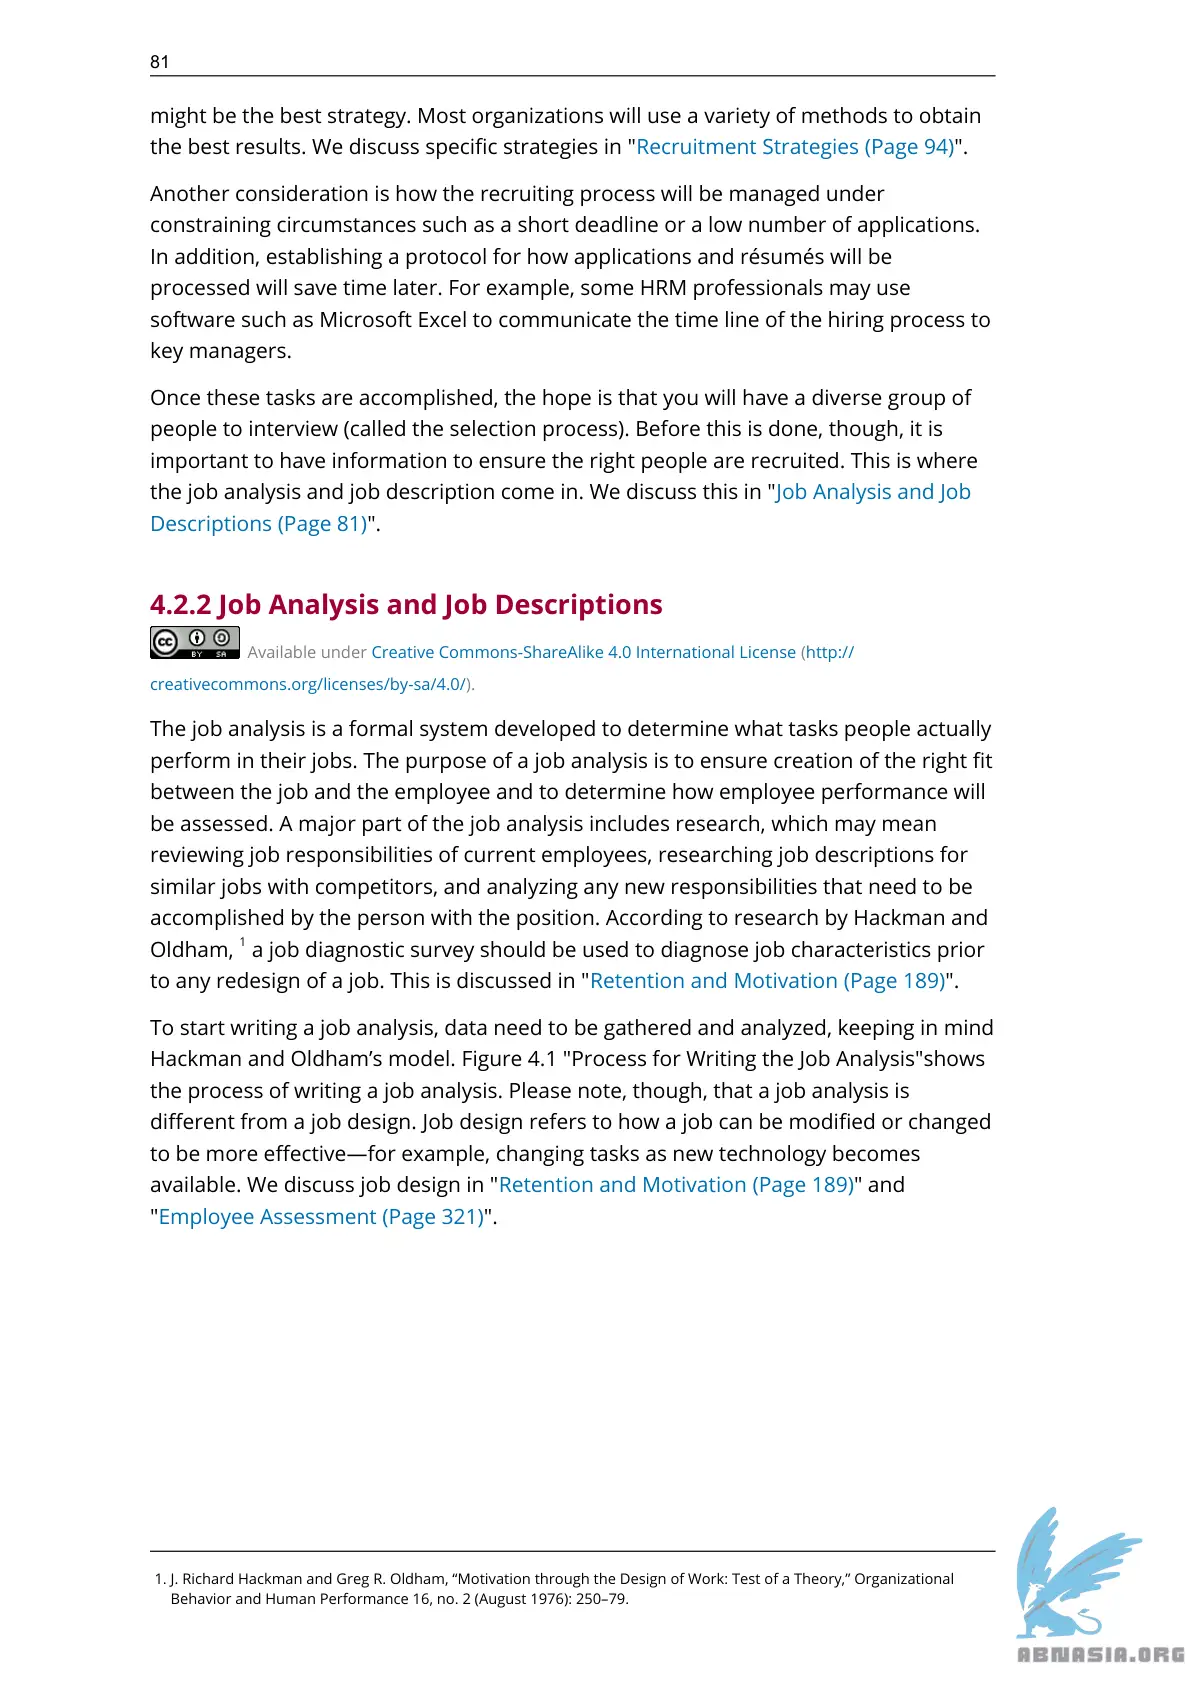 81
might be the best strategy. Most organizations will use a variety of methods to obtain
the best results. We discuss specific strategies in "Recruitment Strategies (Page 94)".
Another consideration is how the recruiting process will be managed under
constraining circumstances such as a short deadline or a low number of applications.
In addition, establishing a protocol for how applications and résumés will be
processed will save time later. For example, some HRM professionals may use
software such as Microsoft Excel to communicate the time line of the hiring process to
key managers.
Once these tasks are accomplished, the hope is that you will have a diverse group of
people to interview (called the selection process). Before this is done, though, it is
important to have information to ensure the right people are recruited. This is where
the job analysis and job description come in. We discuss this in "Job Analysis and Job
Descriptions (Page 81)".
4.2.2 Job Analysis and Job Descriptions
cc BY SA Available under Creative Commons-ShareAlike 4.0 International License (http://
creativecommons.org/licenses/by-sa/4.0/).
The job analysis is a formal system developed to determine what tasks people actually
perform in their jobs. The purpose of a job analysis is to ensure creation of the right fit
between the job and the employee and to determine how employee performance will
be assessed. A major part of the job analysis includes research, which may mean
reviewing job responsibilities of current employees, researching job descriptions for
similar jobs with competitors, and analyzing any new responsibilities that need to be
accomplished by the person with the position. According to research by Hackman and
Oldham, 1 a job diagnostic survey should be used to diagnose job characteristics prior
to any redesign of a job. This is discussed in "Retention and Motivation (Page 189)".
To start writing a job analysis, data need to be gathered and analyzed, keeping in mind
Hackman and Oldham’s model. Figure 4.1 "Process for Writing the Job Analysis"shows
the process of writing a job analysis. Please note, though, that a job analysis is
different from a job design. Job design refers to how a job can be modified or changed
to be more effective—for example, changing tasks as new technology becomes
available. We discuss job design in "Retention and Motivation (Page 189)" and
"Employee Assessment (Page 321)".
1. J. Richard Hackman and Greg R. Oldham, “Motivation through the Design of Work: Test of a Theory,” Organizational
Behavior and Human Performance 16, no. 2 (August 1976): 250–79.
ABNASIA.ORG